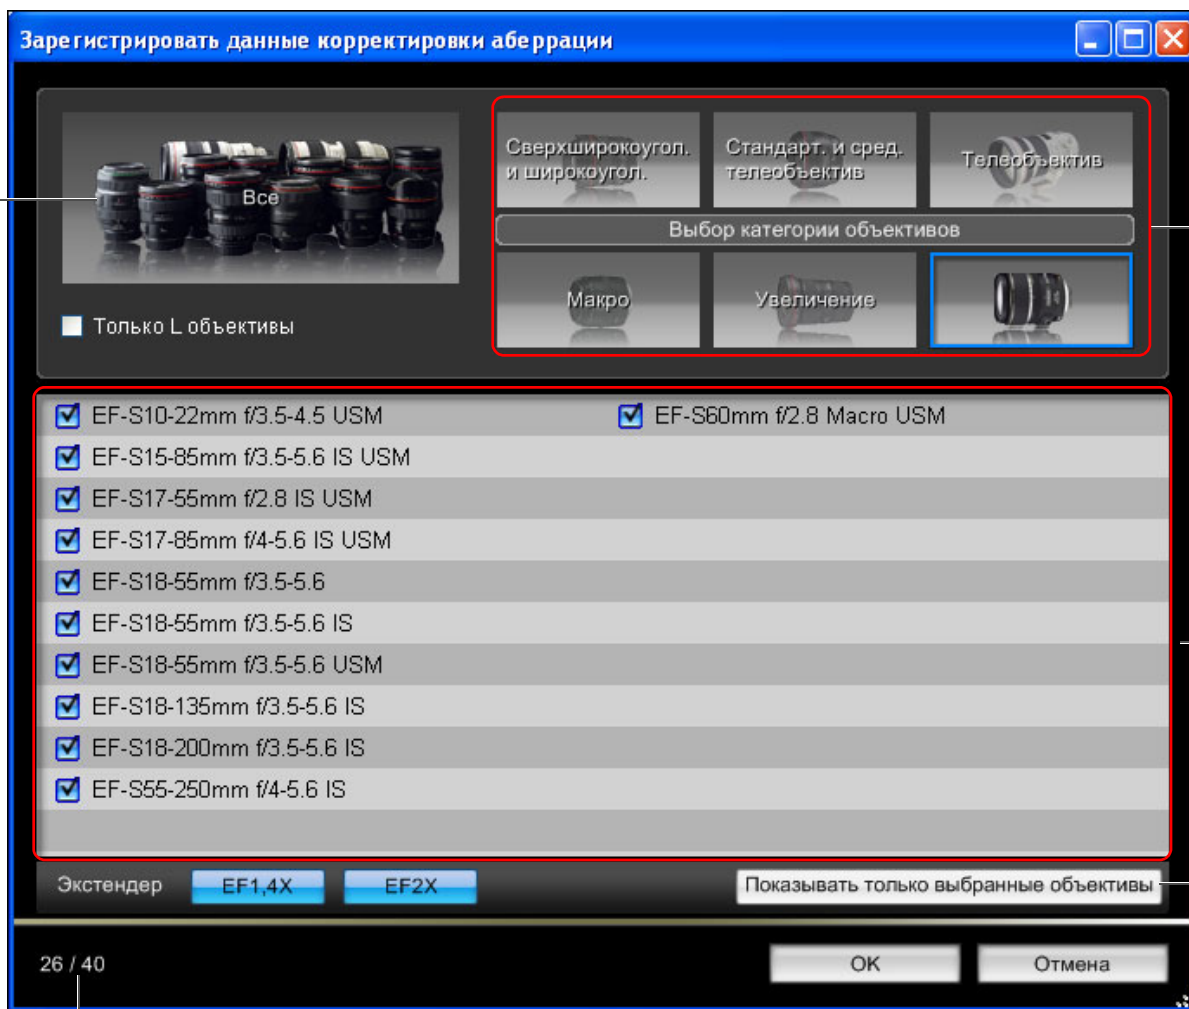 Зарегистрировать данные корректировки аберрации
Все
Только L объективы
Сверхширокоугол.
и широкоугол.
Стандарт. и сред.
телеобъектив
Телеобъектив
Выбор категории объективов
Макро
Увеличение
EF-S10-22mm f/3.5-4.5 USM
EF-S15-85mm f/3.5-5.6 IS USM
EF-S17-55mm f/2.8 IS USM
EF-S17-85mm f/4-5.6 IS USM
EF-S18-55mm f/3.5-5.6
EF-S18-55mm f/3.5-5.6 IS
EF-S18-55mm f/3.5-5.6 USM
EF-S18-135mm f/3.5-5.6 IS
EF-S18-200mm f/3.5-5.6 IS
EF-S55-250mm f/4-5.6 IS
EF-S60mm f/2.8 Macro USM
Экстендер
EF1,4X
EF2X
Показывать только выбранные объективы
26 / 40
OK
Отмена